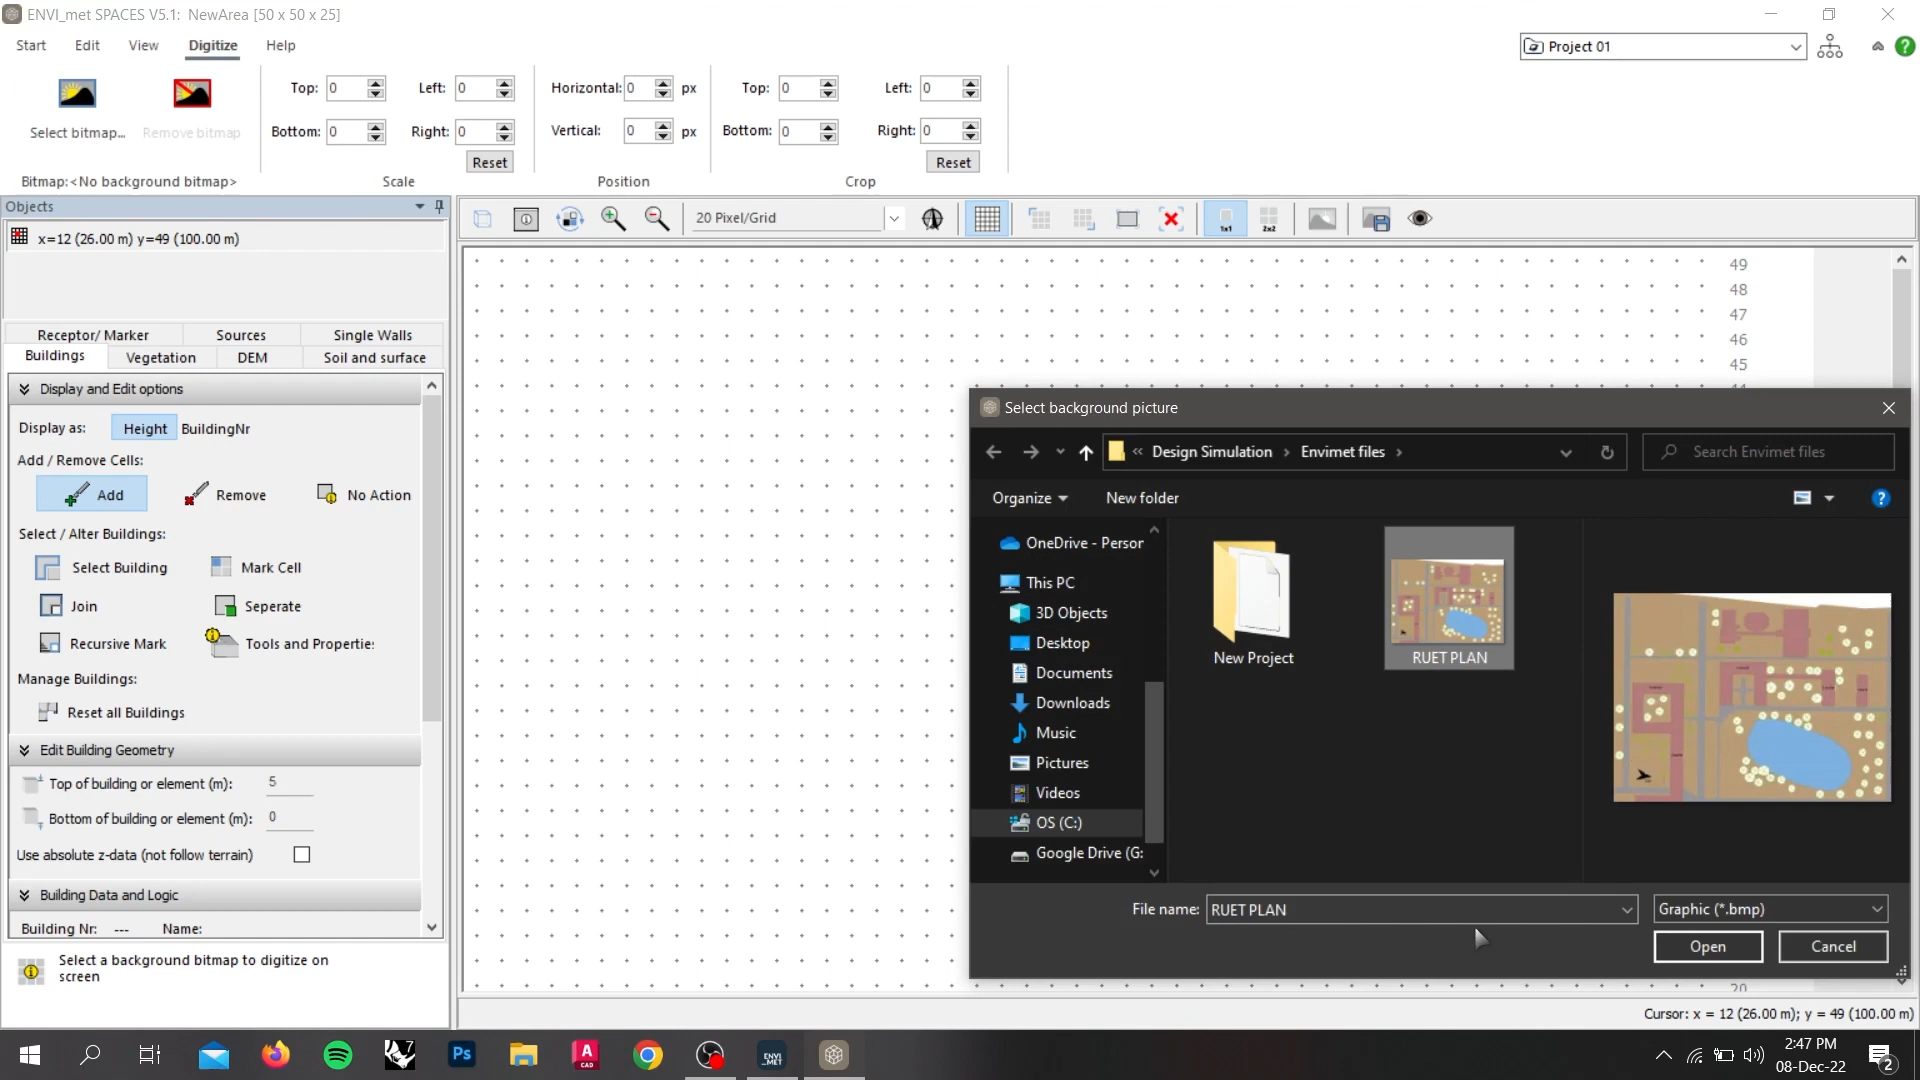 ENVI_met SPACES V5.1:  NewArea [50 x 50 x 25]
Start Edit View Digitize Help
Project 01
Top: 0 Left: 0 Horizontal: 0 px Top: 0 Left: 0
Select bitmap... Remove bitmap Bottom: 0 Right: 0 Vertical: 0 px Bottom: 0 Right: 0
Reset Reset
Bitmap:<No background bitmap> Scale Position Crop
Objects
20 Pixel/Grid
1x1 2x2
x=12 (26.00 m) y=49 (100.00 m)
Receptor/ Marker Sources Single Walls
Buildings Vegetation DEM Soil and surface
Display and Edit options
Display as: Height BuildingNr
Add / Remove Cells:
Add Remove No Action
Select / Alter Buildings:
Select Building Mark Cell
Join Seperate
Recursive Mark Tools and Properties
Manage Buildings:
Reset all Buildings
Edit Building Geometry
Top of building or element (m): 5
Bottom of building or element (m): 0
Use absolute z-data (not follow terrain)
Building Data and Logic
Building Nr: --- Name:
Select a background bitmap to digitize on
screen
49
48
47
46
45
Select background picture
« Design Simulation › Envimet files ›
Search Envimet files
Organize New folder
OneDrive - Person
This PC
3D Objects
Desktop
Documents
Downloads
Music
Pictures
Videos
OS (C:)
Google Drive (G:
New Project
RUET PLAN
File name: RUET PLAN Graphic (*.bmp)
Open Cancel
20
Cursor: x = 12 (26.00 m); y = 49 (100.00 m)
Ps
A
CAD
ENVI
_MET
2:47 PM
08-Dec-22
2